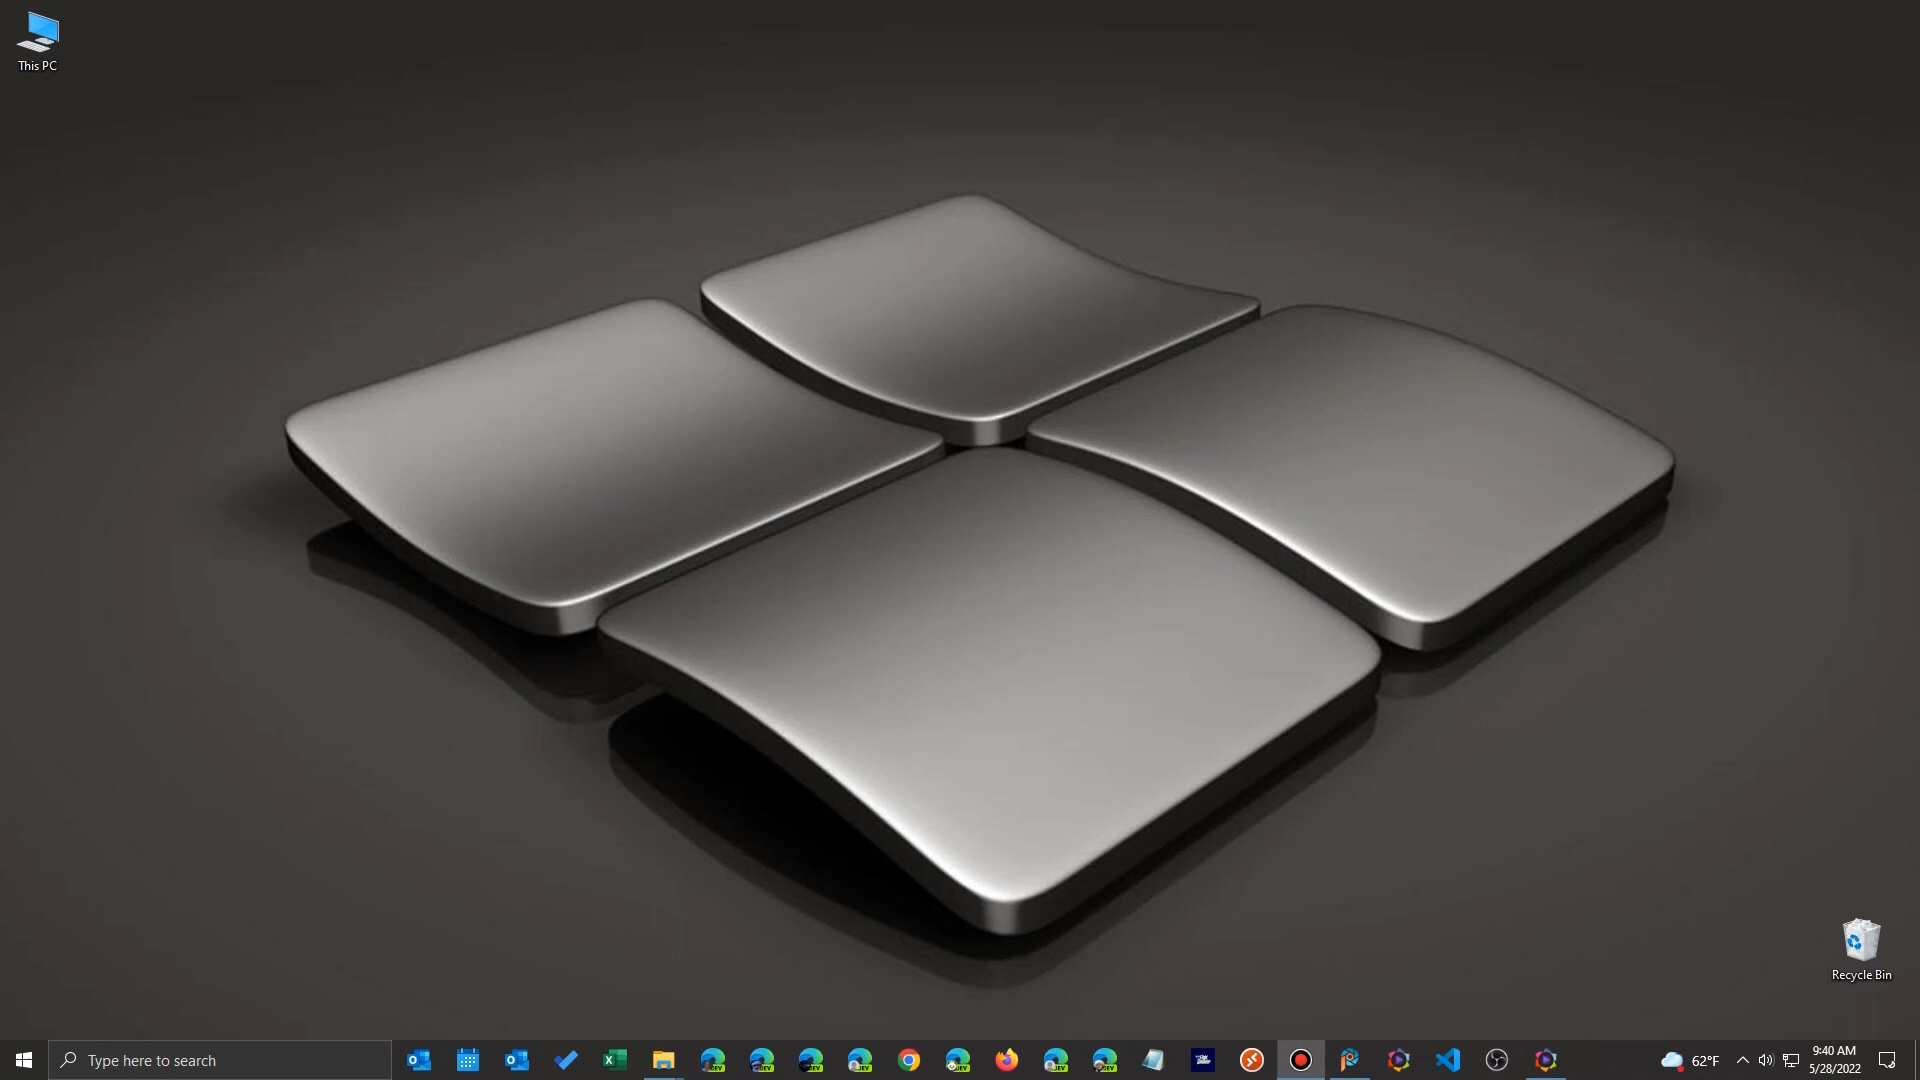 This PC
Recycle Bin
Type here to search
62°F
9:40 AM
5/28/2022